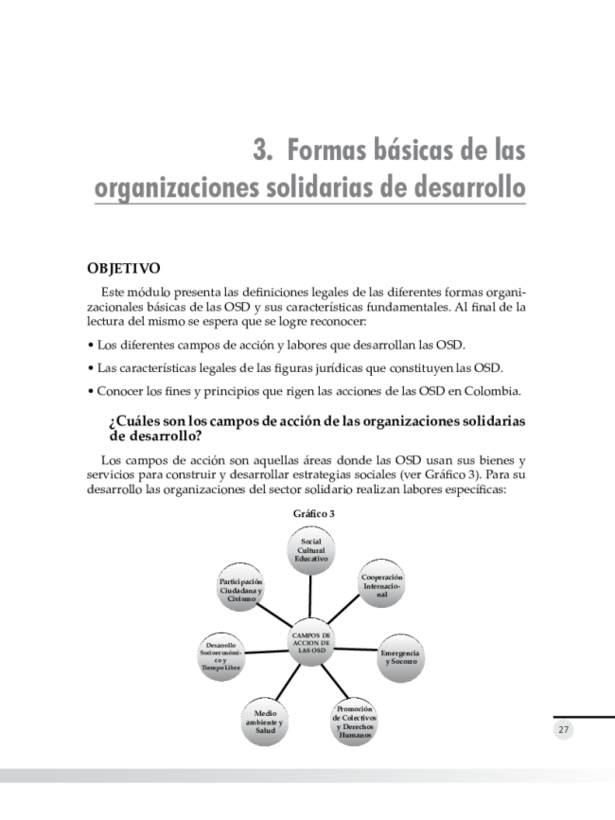 3. Formas básicas de las
organizaciones solidarias de desarrollo
OBJETIVO
Este módulo presenta las definiciones legales de las diferentes formas organi-
zacionales básicas de las OSD y sus características fundamentales. Al final de la
lectura del mismo se espera que se logre reconocer:
• Los diferentes campos de acción y labores que desarrollan las OSD.
• Las características legales de las figuras jurídicas que constituyen las OSD.
• Conocer los fines y principios que rigen las acciones de las OSD en Colombia.
¿Cuáles son los campos de acción de las organizaciones solidarias
de desarrollo?
Los campos de acción son aquellas áreas donde las OSD usan sus bienes y
servicios para construir y desarrollar estrategias sociales (ver Gráfico 3). Para su
desarrollo las organizaciones del sector solidario realizan labores específicas:
Gráfico 3
Social
Cultural
Educativo
Cooperación
Internacio-
nal
Emergencia
y Socorro
Promoción
de Colectivos
y Derechos
Humanos
Medio
ambiente y
Salud
Desarrollo
Socioeconómi-
co y
Tiempo Libre
Participación
Ciudadana y
Civismo
CAMPOS DE
ACCION DE
LAS OSD
27